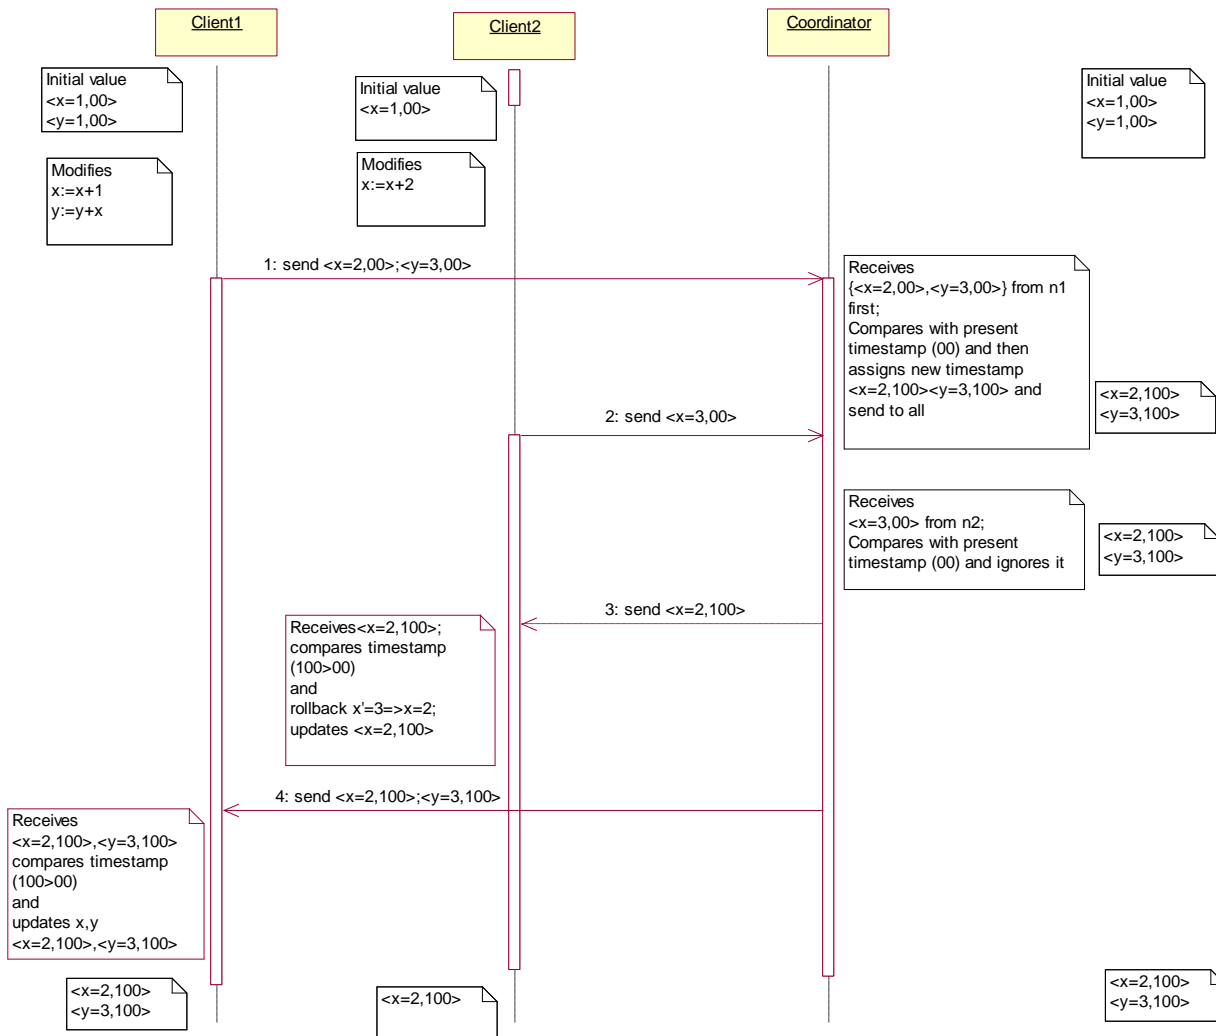 Client1
Client2
Coordinator
Initial value
<x=1,00>
<y=1,00>
Initial value
<x=1,00>
Initial value
<x=1,00>
<y=1,00>
Modifies
x:=x+1
y:=y+x
Modifies
x:=x+2
1: send <x=2,00>;<y=3,00>
Receives
{<x=2,00>,<y=3,00>} from n1
first;
Compares with present
timestamp (00) and then
assigns new timestamp
<x=2,100><y=3,100> and
send to all
<x=2,100>
<y=3,100>
2: send <x=3,00>
Receives
<x=3,00> from n2;
Compares with present
timestamp (00) and ignores it
<x=2,100>
<y=3,100>
3: send <x=2,100>
Receives<x=2,100>;
compares timestamp
(100>00)
and
rollback x'=3=>x=2;
updates <x=2,100>
4: send <x=2,100>;<y=3,100>
Receives
<x=2,100>,<y=3,100>
compares timestamp
(100>00)
and
updates x,y
<x=2,100>,<y=3,100>
<x=2,100>
<y=3,100>
<x=2,100>
<x=2,100>
<y=3,100>